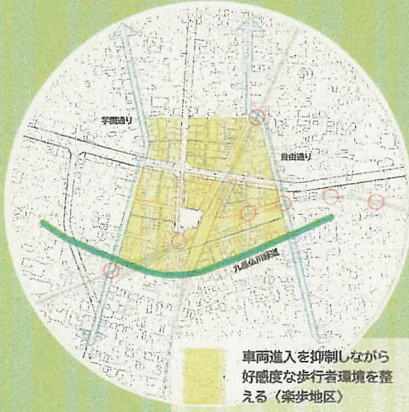 学園通り
自由通り
九品仏川緑道
車両進入を抑制しながら
好感度な歩行者環境を整
える〈楽歩地区〉